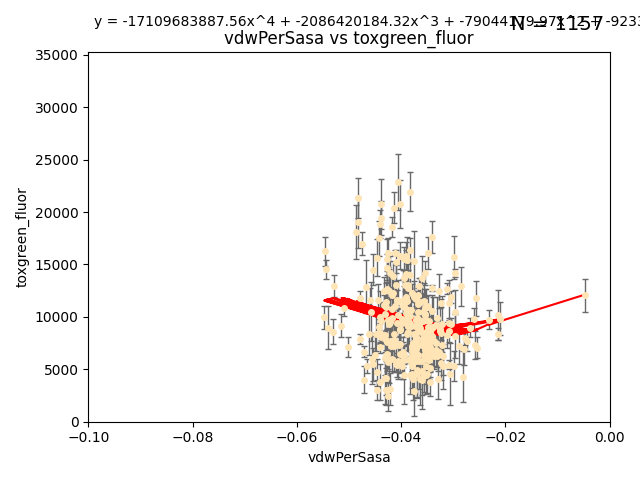 y = -17109683887.56x^4 + -2086420184.32x^3 +
N = 1157
vdwPerSasa vs toxgreen_fluor
35000
30000
25000
20000
15000
10000
5000
0
toxgreen_fluor
−0.10
−0.08
−0.06
−0.04
−0.02
0.00
vdwPerSasa